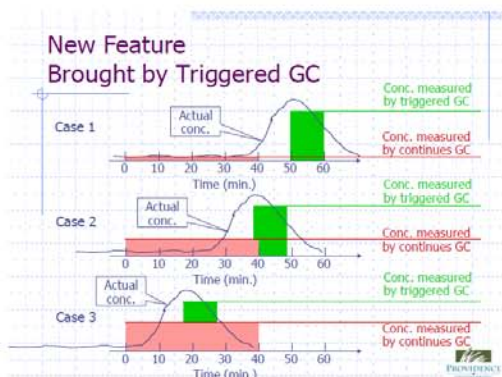 New Feature
Brought by Triggered GC
Case 1
Actual
conc.
Conc. measured
by triggered GC
Conc. measured
by continues GC
0 10 20 30 40 50 60
Time (min.)
Case 2
Actual
conc.
Conc. measured
by triggered GC
Conc. measured
by continues GC
0 10 20 30 40 50 60
Time (min.)
Case 3
Actual
conc.
Conc. measured
by triggered GC
Conc. measured
by continues GC
0 10 20 30 40 50 60
Time (min.)
PROVIDENCE